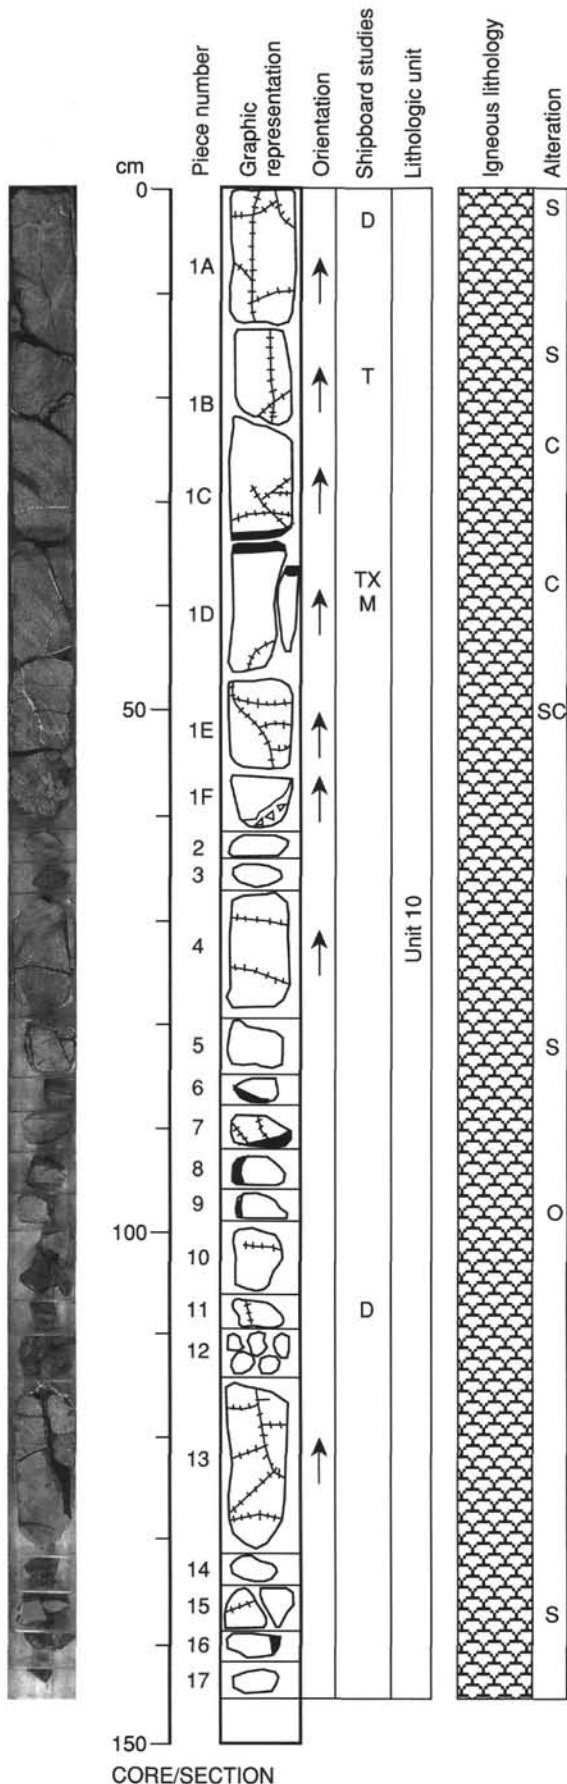 cm
Piece number
Graphic
representation
Orientation
Shipboard studies
Lithologic unit
Igneous lithology
Alteration
0
S
D
1A
S
T
1B
C
1C
TX
C
M
1D
50
SC
1E
1F
2
3
Unit 10
4
5
S
6
7
8
9
O
100
10
11
D
12
13
14
15
S
16
17
150
CORE/SECTION